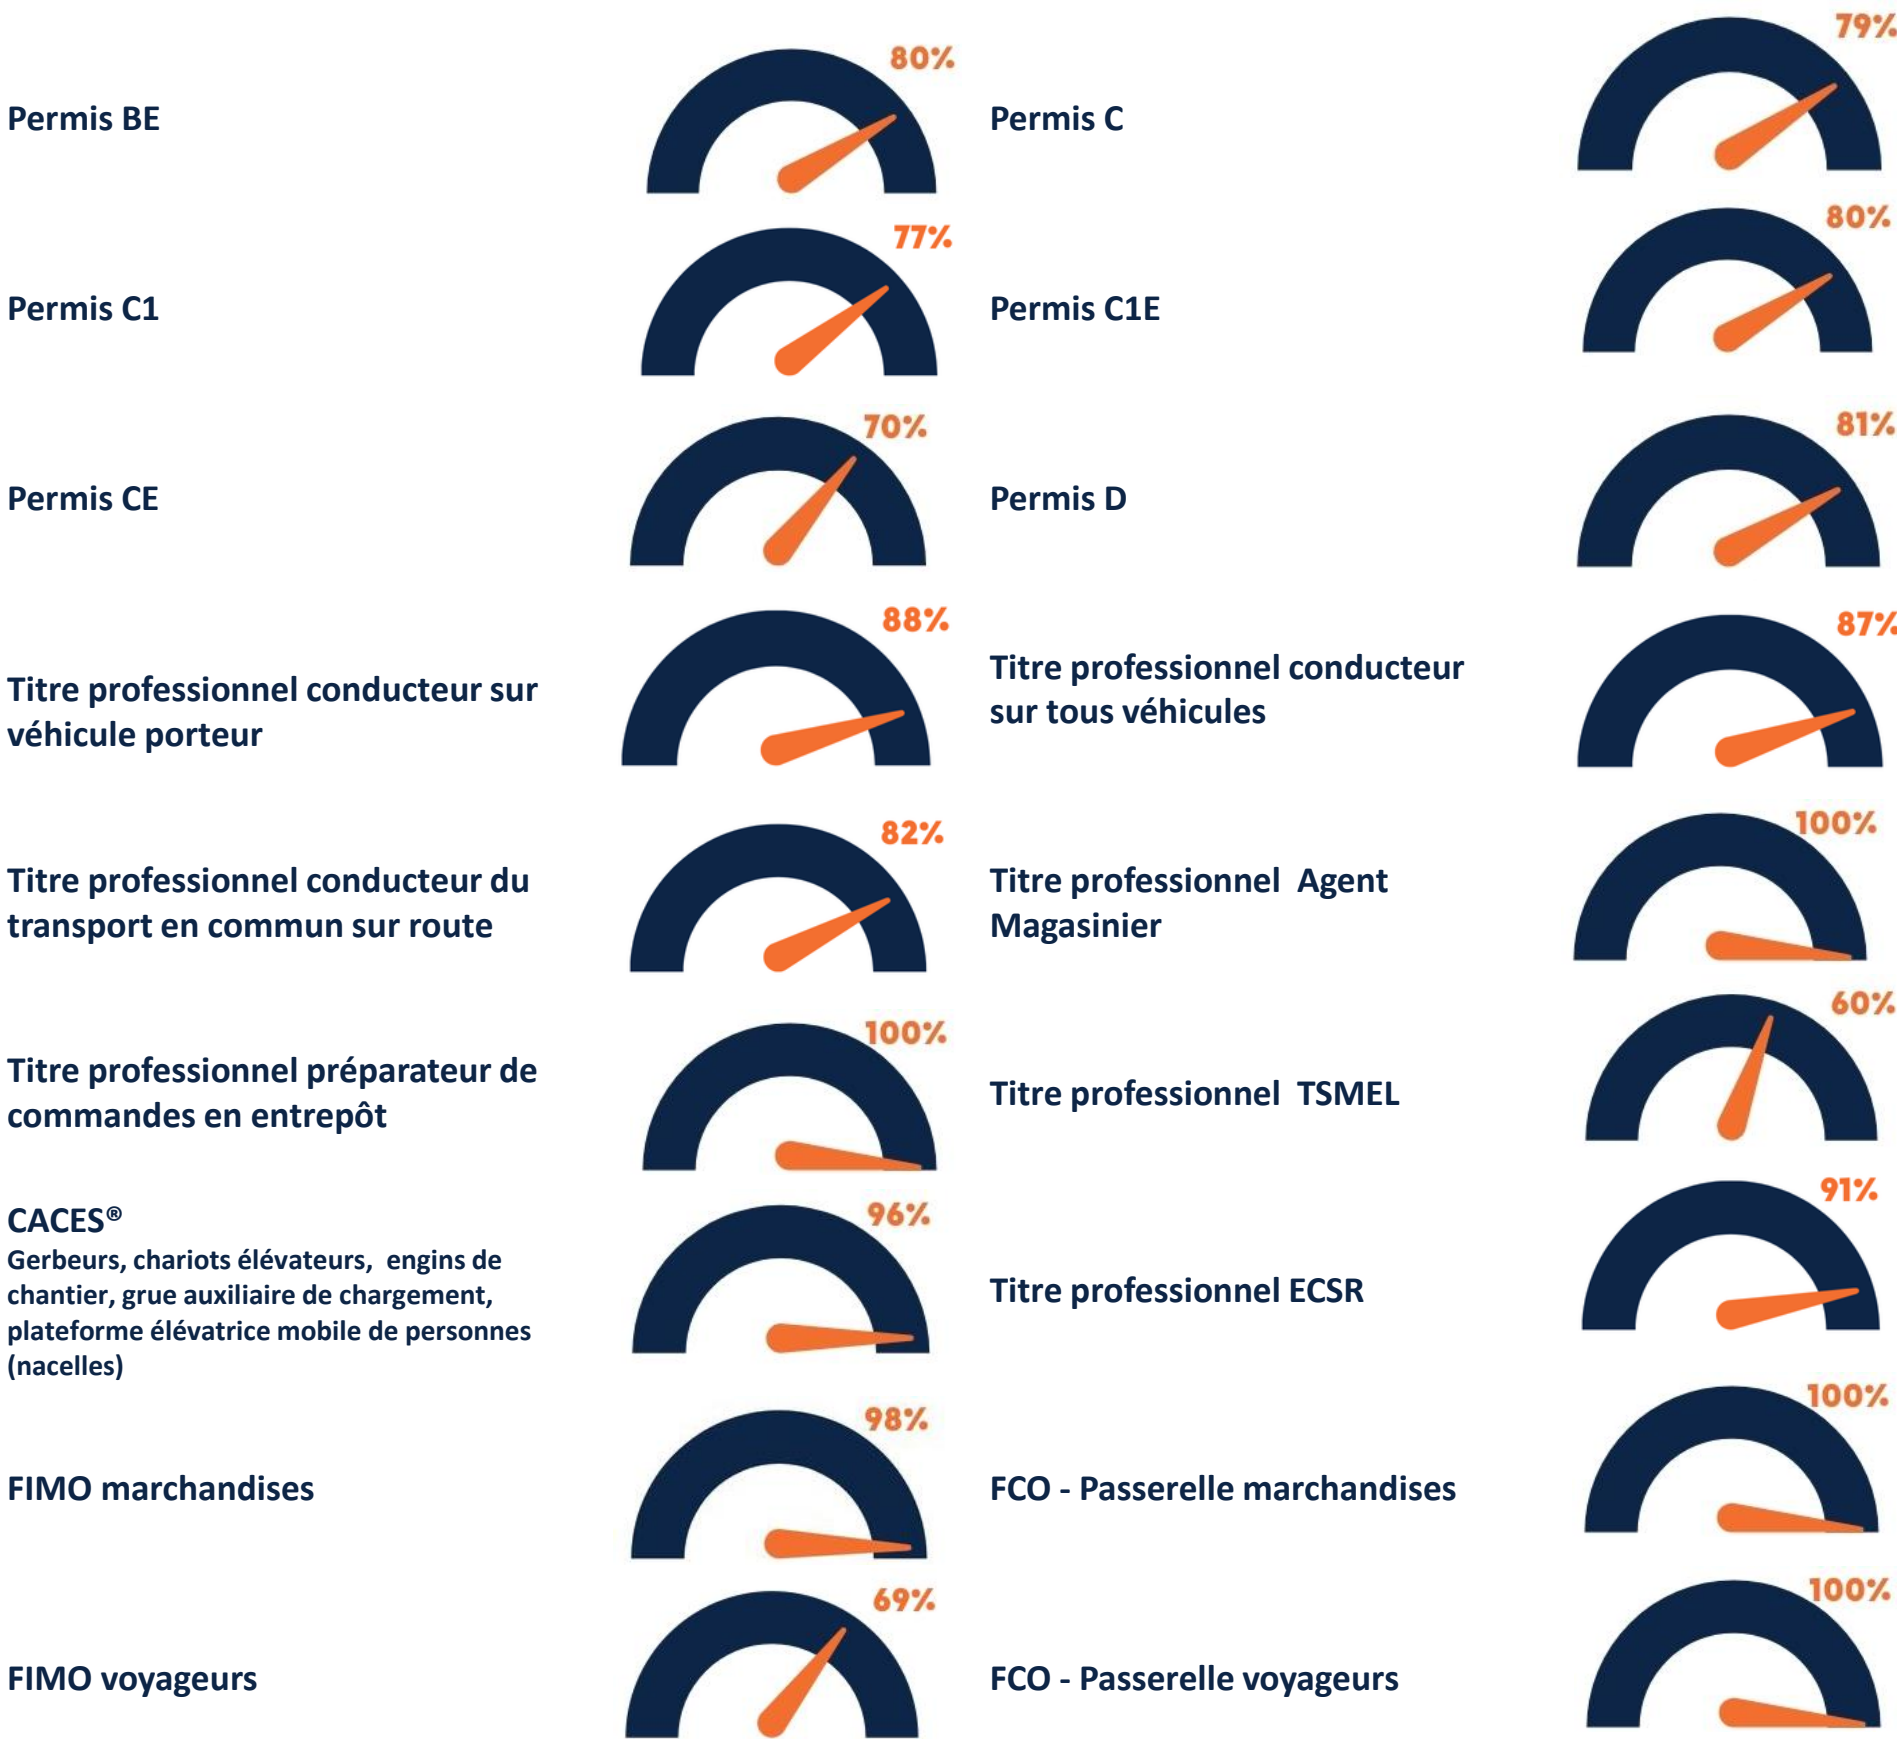 Permis BE
80%
Permis C
79%
Permis C1
77%
Permis C1E
80%
Permis CE
70%
Permis D
81%
Titre professionnel conducteur sur
véhicule porteur
88%
Titre professionnel conducteur
sur tous véhicules
87%
Titre professionnel conducteur du
transport en commun sur route
82%
Titre professionnel  Agent
Magasinier
100%
Titre professionnel préparateur de
commandes en entrepôt
100%
Titre professionnel  TSMEL
60%
CACES®
Gerbeurs, chariots élévateurs,  engins de
chantier, grue auxiliaire de chargement,
plateforme élévatrice mobile de personnes
(nacelles)
96%
Titre professionnel ECSR
91%
FIMO marchandises
98%
FCO - Passerelle marchandises
100%
FIMO voyageurs
69%
FCO - Passerelle voyageurs
100%